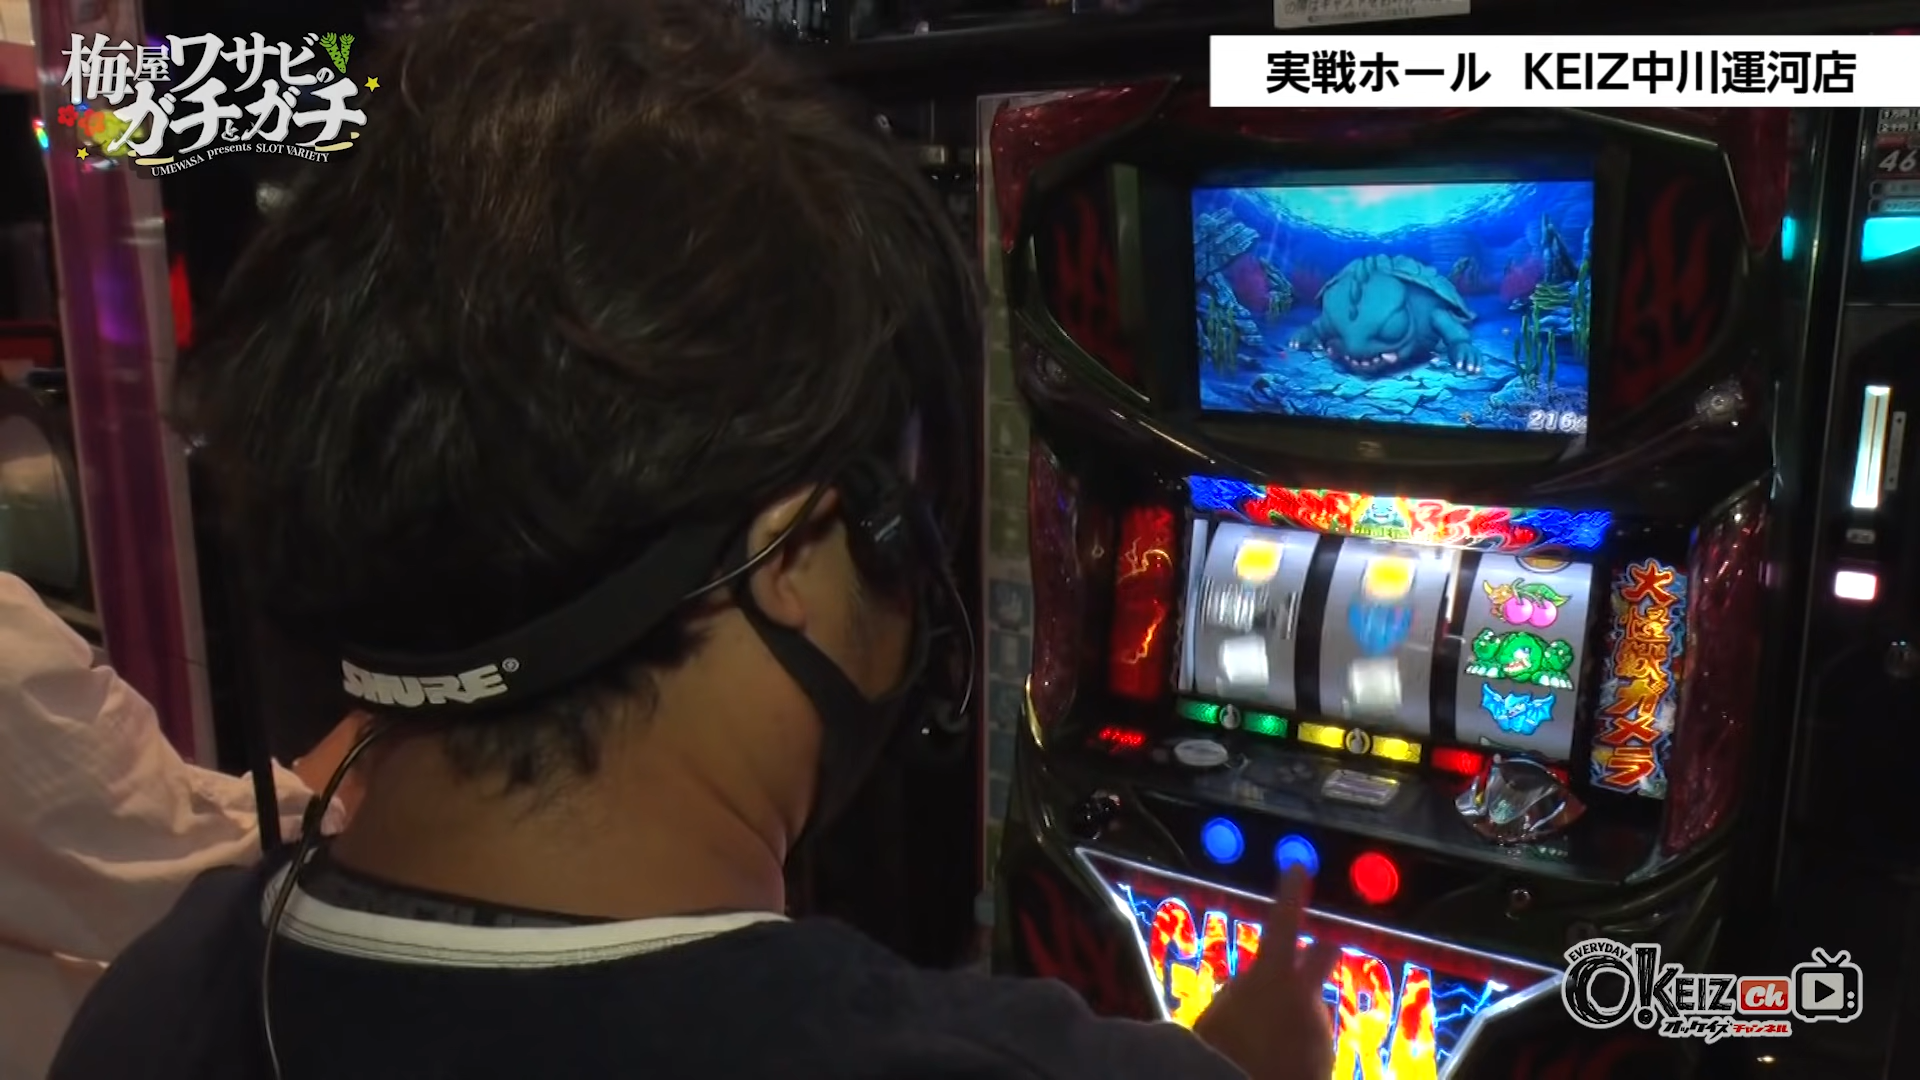 梅屋ワサビの
ガチとガチ
UMEWASA presents SLOT VARIETY
実戦ホール KEIZ中川運河店
46
216
大怪獣ガメラ
SHURE®
EVERYDAY
O!KEIZ ch
オッケイズチャンネル